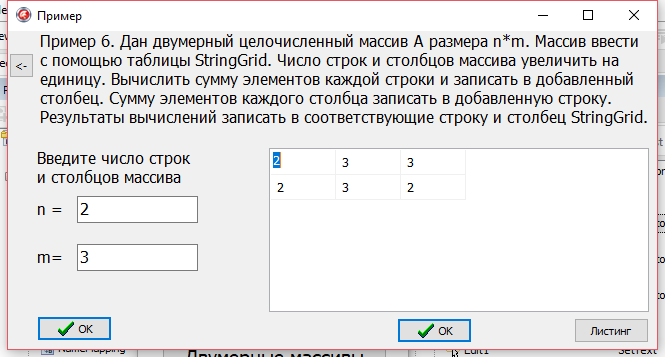 Пример
Пример 6. Дан двумерный целочисленный массив А размера n*m. Массив ввести
с помощью таблицы StringGrid. Число строк и столбцов массива увеличить на
единицу. Вычислить сумму элементов каждой строки и записать в добавленный
столбец. Сумму элементов каждого столбца записать в добавленную строку.
Результаты вычислений записать в соответствующие строку и столбец StringGrid.
<-
Введите число строк
и столбцов массива
n = 2
m= 3
2 3 3
2 3 2
OK
OK
Листинг
NameMapping
Двумерные массивы
Edit1
SetText